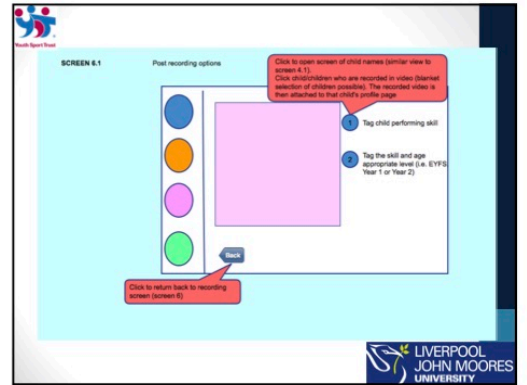 Youth Sport Trust
SCREEN 6.1
Post recording options
Click to open screen of child names (similar view to
screen 4.1).
Click child/children who are recorded in video (blanket
selection of children possible). The recorded video is
then attached to that child's profile page
1 Tag child performing skill
2 Tag the skill and age
appropriate level (i.e. EYFS,
Year 1 or Year 2)
Back
Click to return back to recording
screen (screen 6)
LIVERPOOL
JOHN MOORES
UNIVERSITY